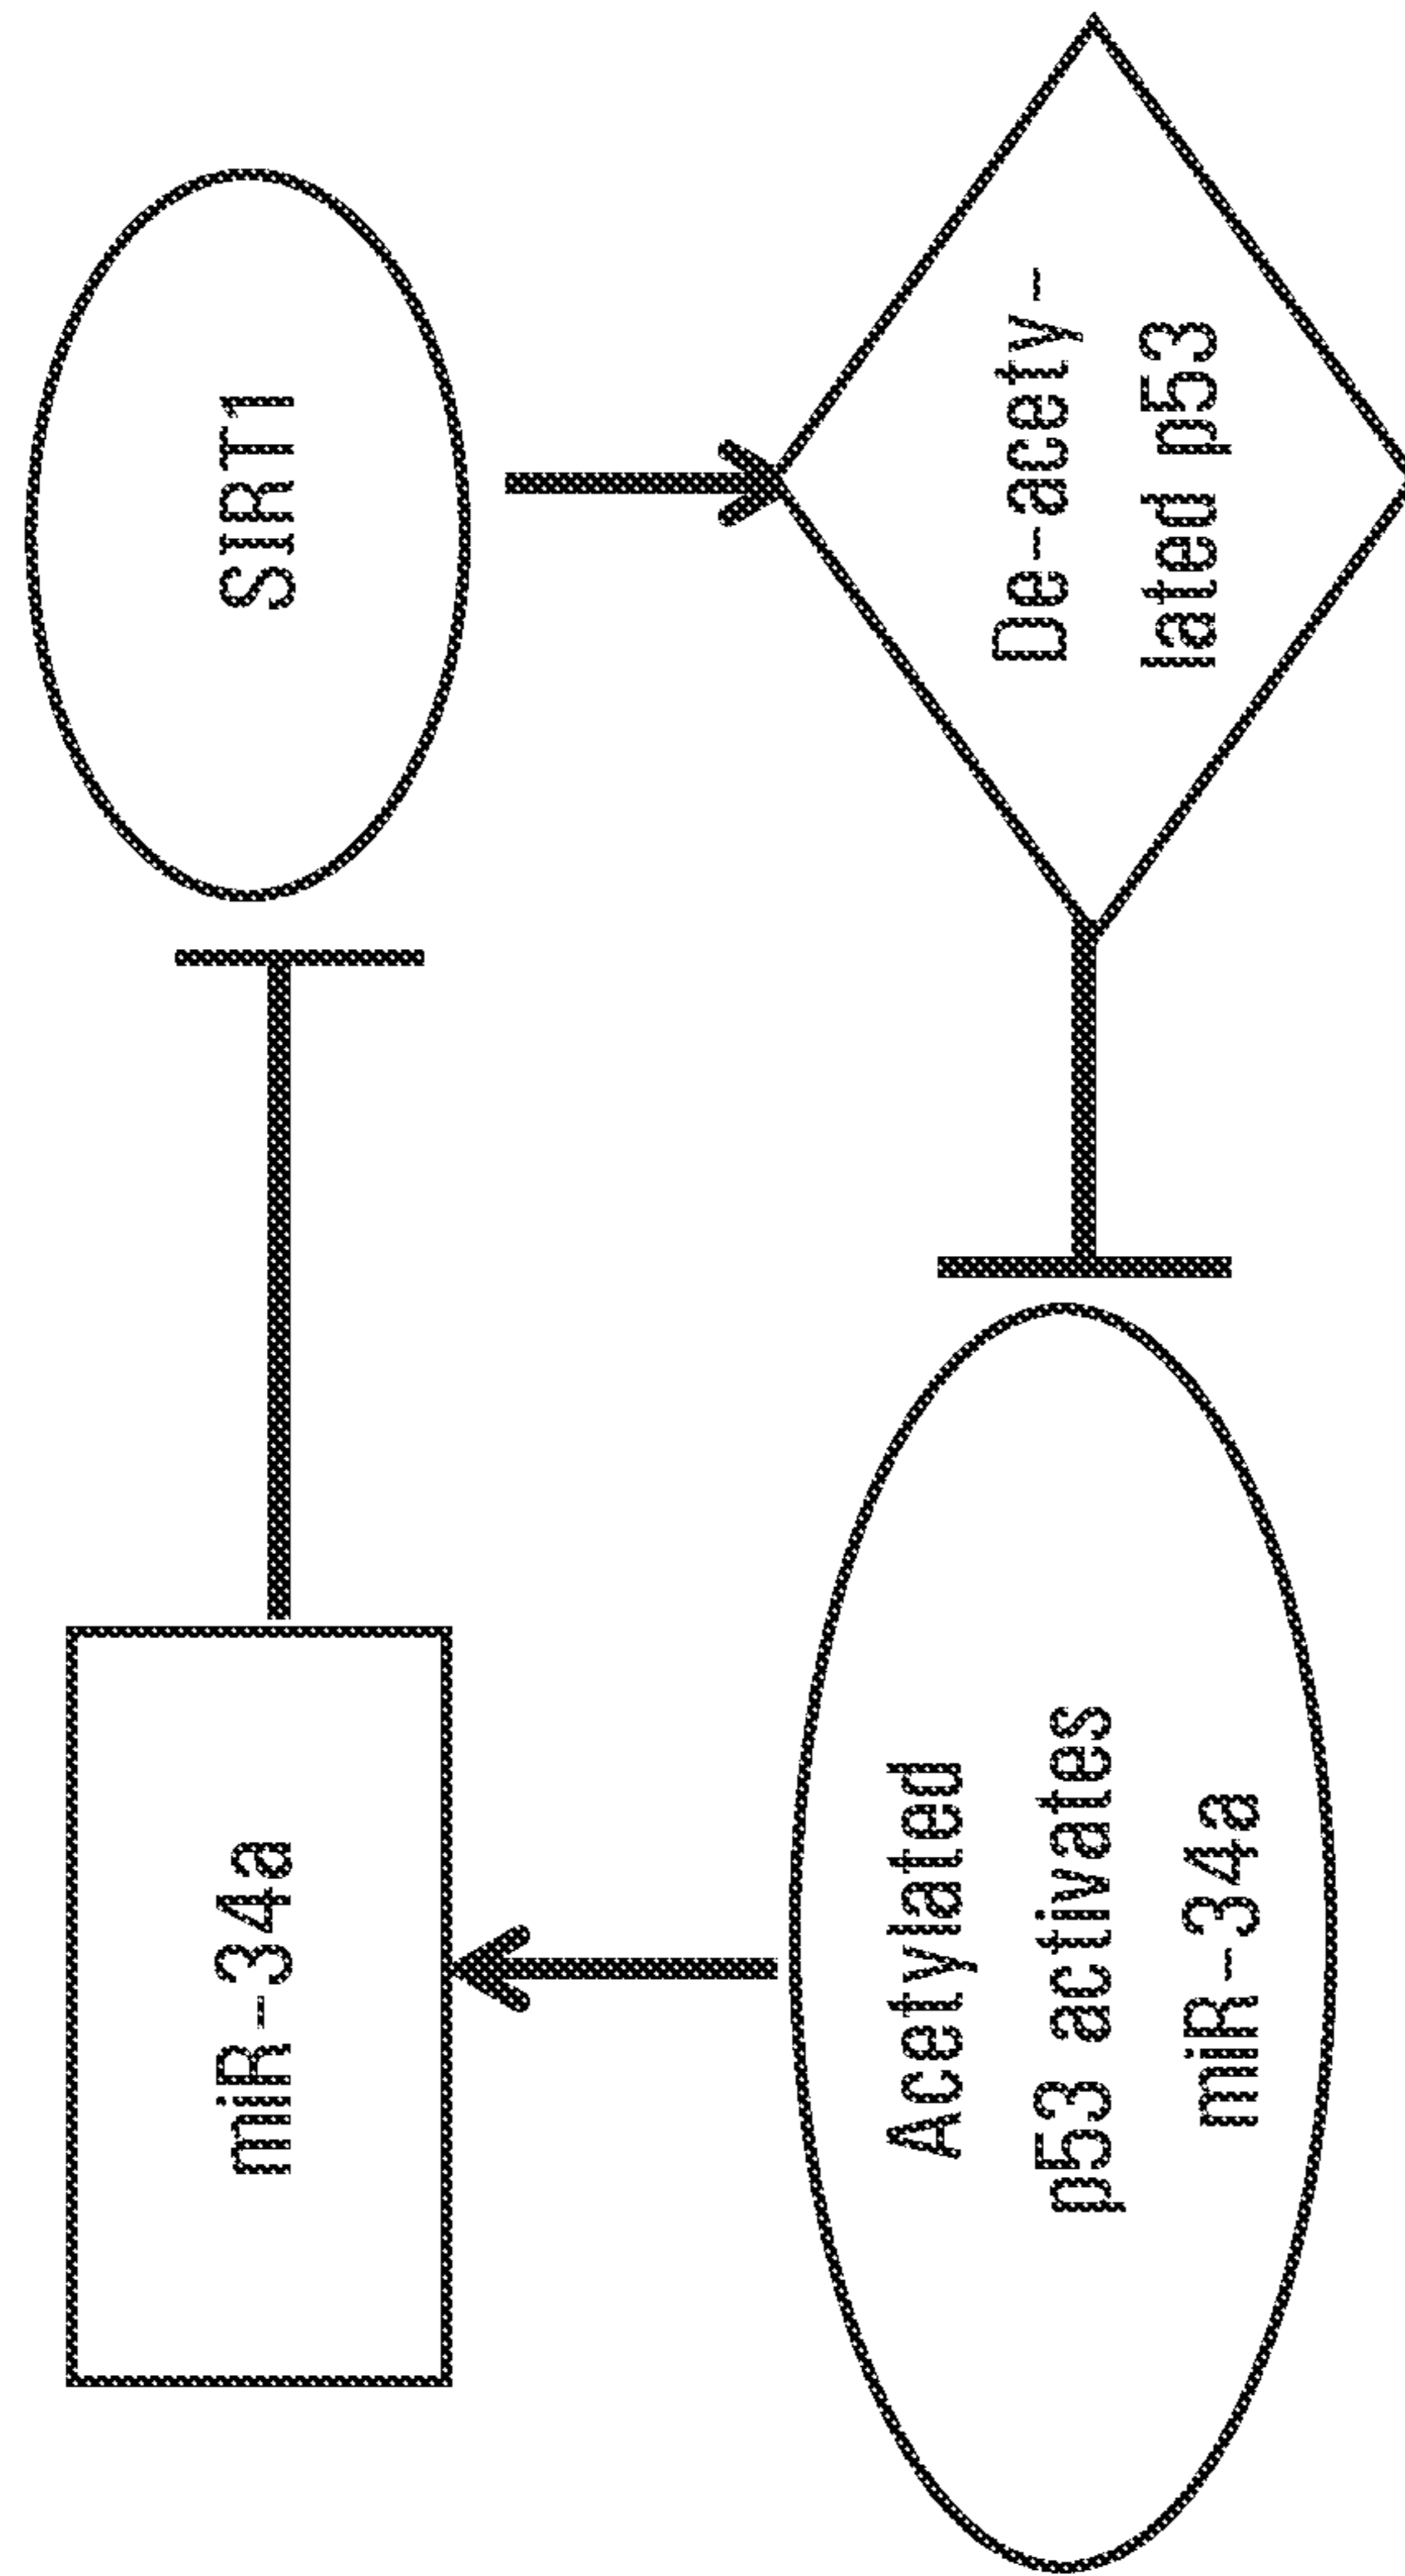 miR-34a
SIRT1
Acetylated
p53 activates
miR-34a
De-acety-
lated p53